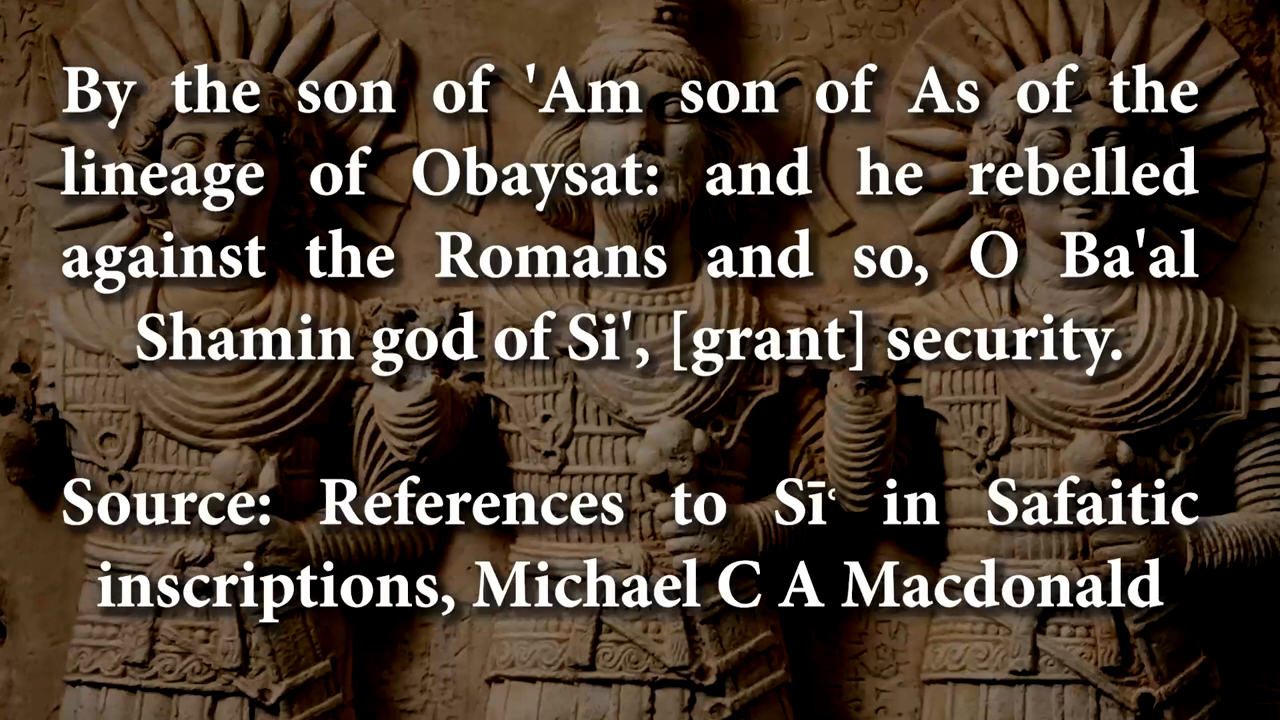 By the son of 'Am son of As of the
lineage of Obaysat: and he rebelled
against the Romans and so, O Ba'al
Shamin god of Si', [grant] security.
Source: References to Sīʿ in Safaitic
inscriptions, Michael C A Macdonald